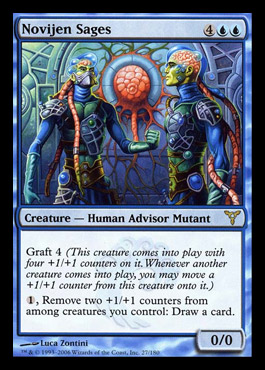 Novijen Sages 4
Creature — Human Advisor Mutant
Graft 4 (This creature comes into play with
four +1/+1 counters on it. Whenever another
creature comes into play, you may move a
+1/+1 counter from this creature onto it.)
1, Remove two +1/+1 counters from
among creatures you control: Draw a card.
Luca Zontini
™ & © 1993–2006 Wizards of the Coast, Inc. 27/180
0/0